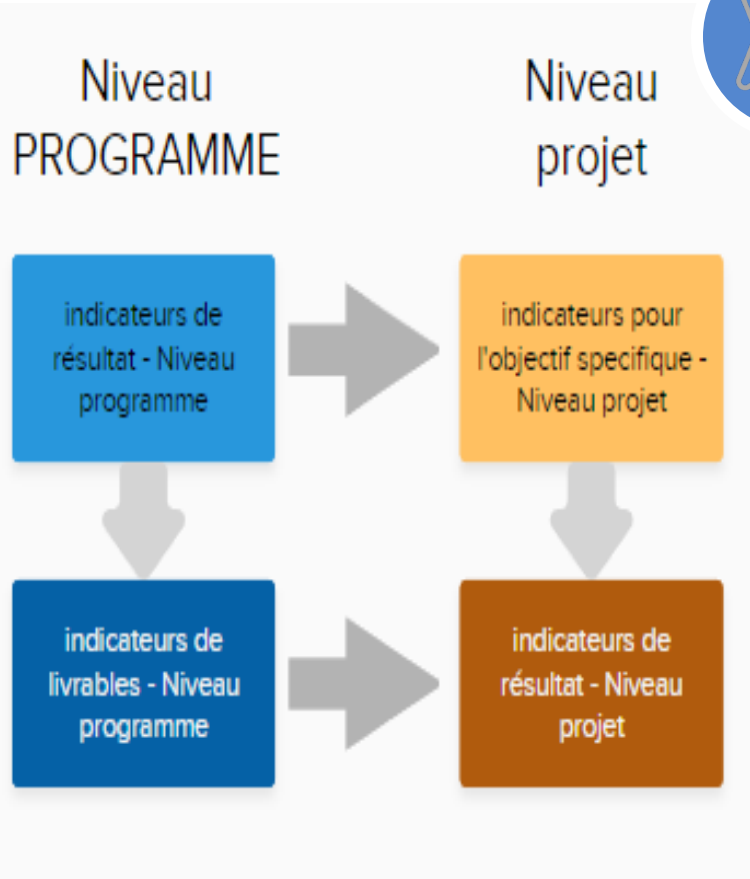 Niveau
PROGRAMME
Niveau
projet
indicateurs de
résultat - Niveau
programme
indicateurs pour
l'objectif specifique -
Niveau projet
indicateurs de
livrables - Niveau
programme
indicateurs de
résultat - Niveau
projet